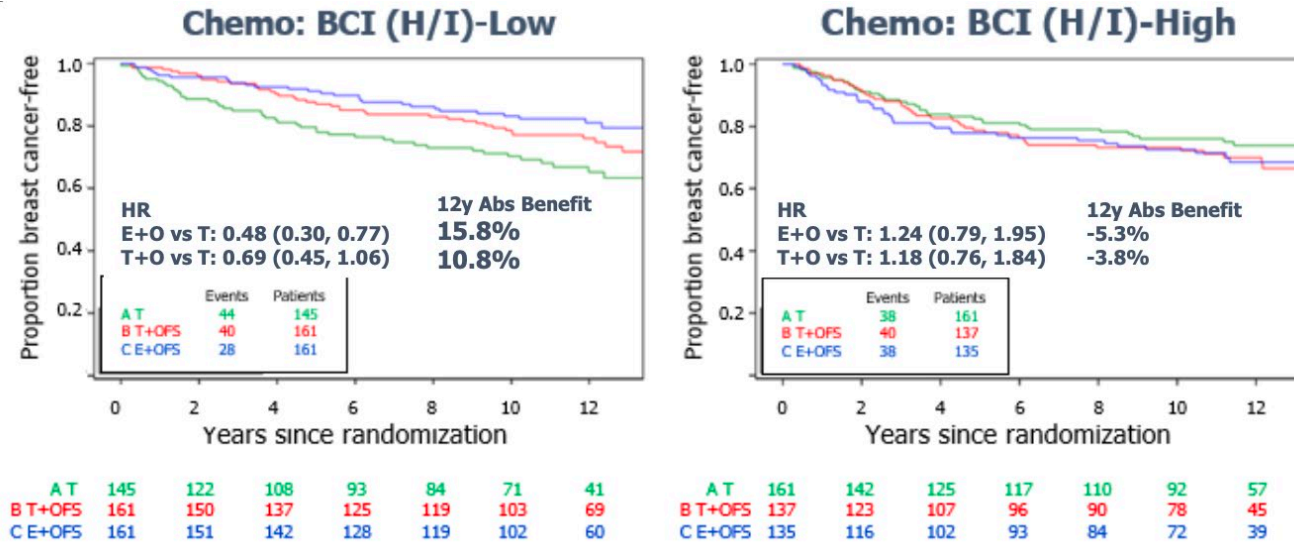 Chemo: BCI (H/I)-Low
Proportion breast cancer-free
1.0
0.8
0.6
0.4
0.2
HR
12y Abs Benefit
E+O vs T: 0.48 (0.30, 0.77)
15.8%
T+O vs T: 0.69 (0.45, 1.06)
10.8%
Events Patients
A T 44 145
B T+OFS 40 161
C E+OFS 28 161
0 2 4 6 8 10 12
Years since randomization
A T 145 122 108 93 84 71 41
B T+OFS 161 150 137 125 119 103 69
C E+OFS 161 151 142 128 119 102 60
Chemo: BCI (H/I)-High
Proportion breast cancer-free
1.0
0.8
0.6
0.4
0.2
HR
12y Abs Benefit
E+O vs T: 1.24 (0.79, 1.95)
-5.3%
T+O vs T: 1.18 (0.76, 1.84)
-3.8%
Events Patients
A T 38 161
B T+OFS 40 137
C E+OFS 38 135
0 2 4 6 8 10 12
Years since randomization
A T 161 142 125 117 110 92 57
B T+OFS 137 123 107 96 90 78 45
C E+OFS 135 116 102 93 84 72 39